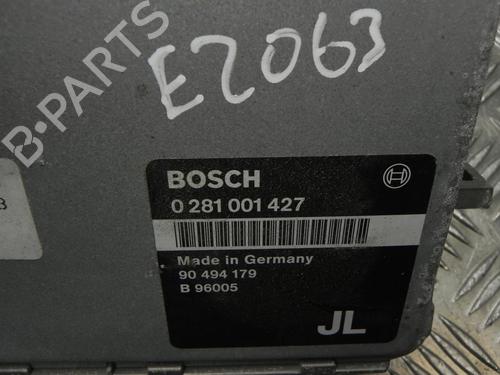 B-PARTS
E2063
BOSCH
0 281 001 427
Made in Germany
90 494 179
B 96005
JL